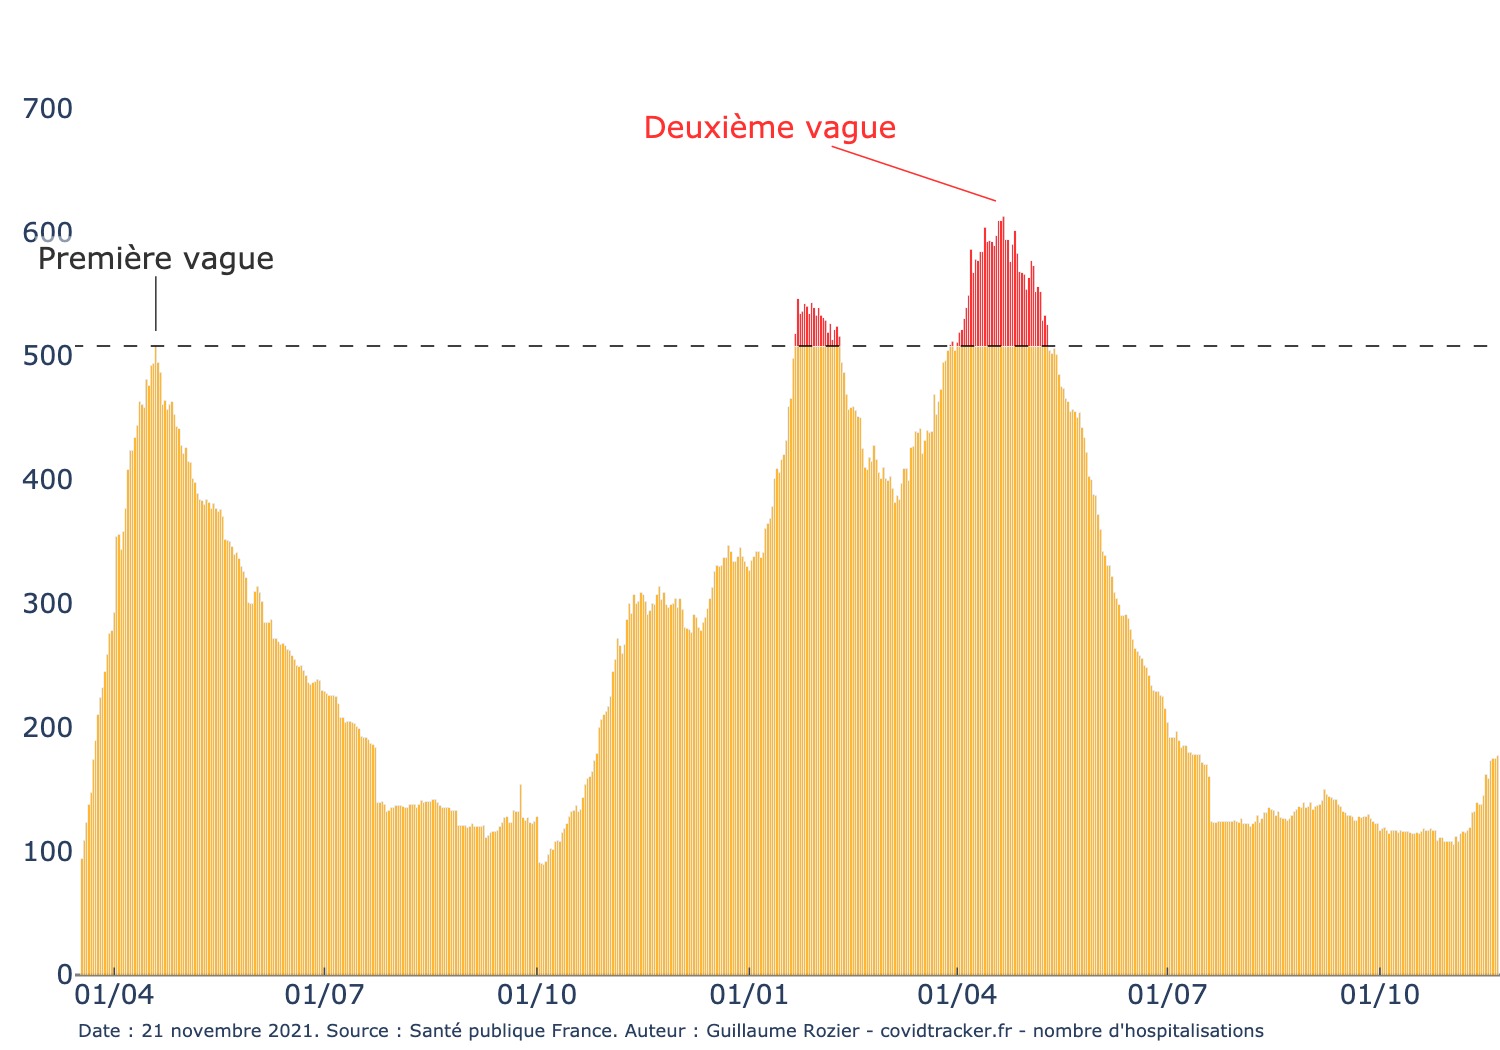 700
Deuxième vague
600
Première vague
500
400
300
200
100
0
01/04 01/07 01/10 01/01 01/04 01/07 01/10
Date : 21 novembre 2021. Source : Santé publique France. Auteur : Guillaume Rozier - covidtracker.fr - nombre d'hospitalisations